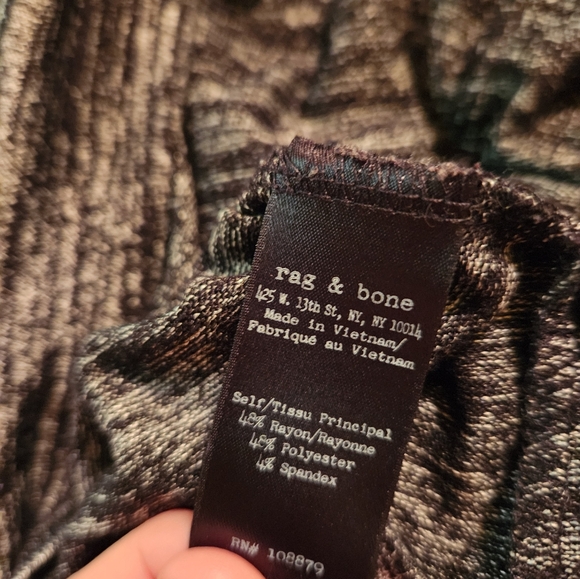 rag & bone
425 W. 13th St, NY, NY 10014
Made in Vietnam/
Fabriqué au Vietnam
Self/Tissu Principal
48% Rayon/Rayonne
48% Polyester
4% Spandex
RN# 108879